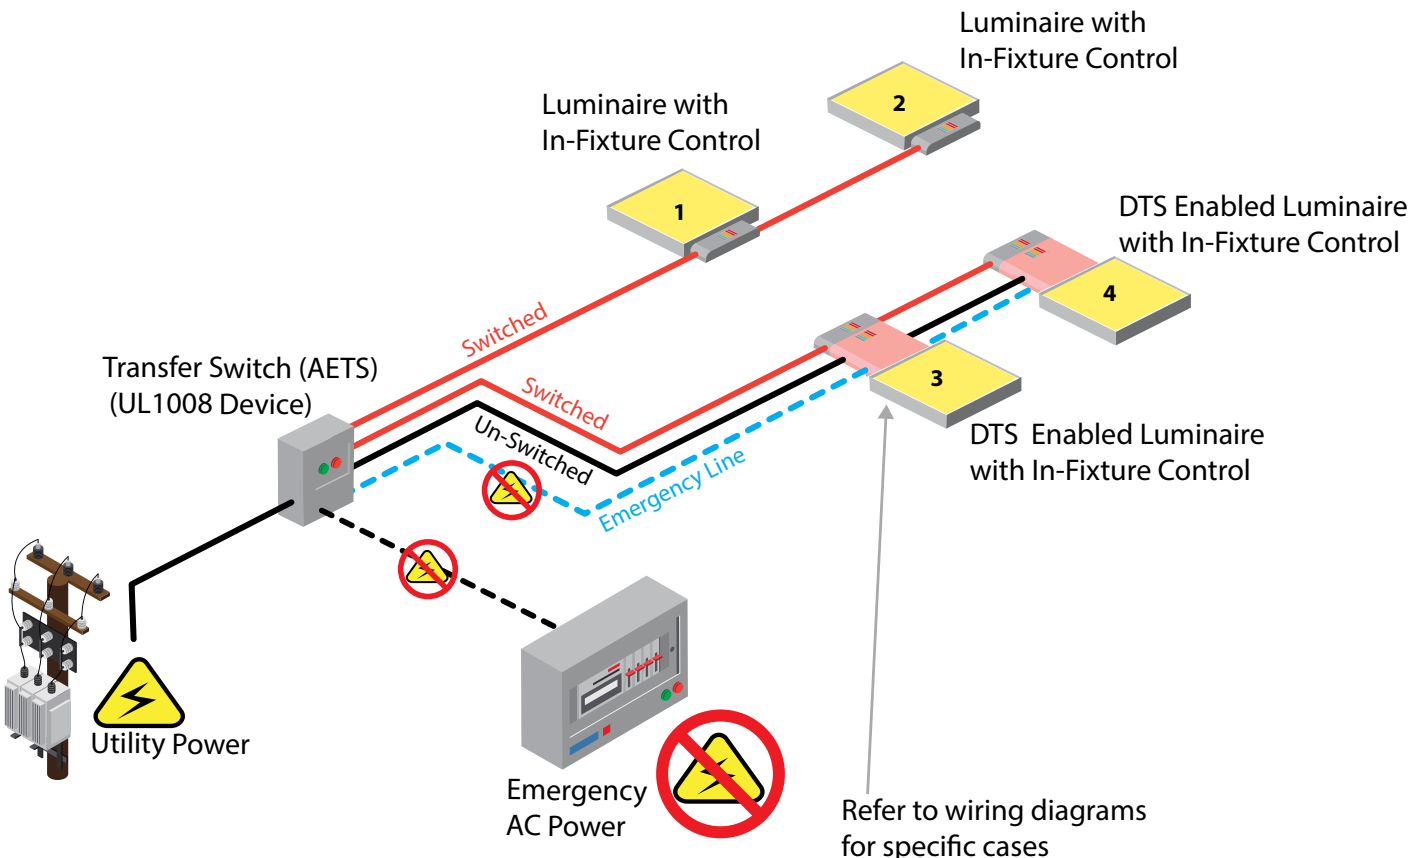 Luminaire with
In-Fixture Control
2
Luminaire with
In-Fixture Control
1
DTS Enabled Luminaire
with In-Fixture Control
4
Switched
Transfer Switch (AETS)
(UL1008 Device)
3
Switched
Un-Switched
Emergency Line
DTS Enabled Luminaire
with In-Fixture Control
Utility Power
Emergency
AC Power
Refer to wiring diagrams
for specific cases